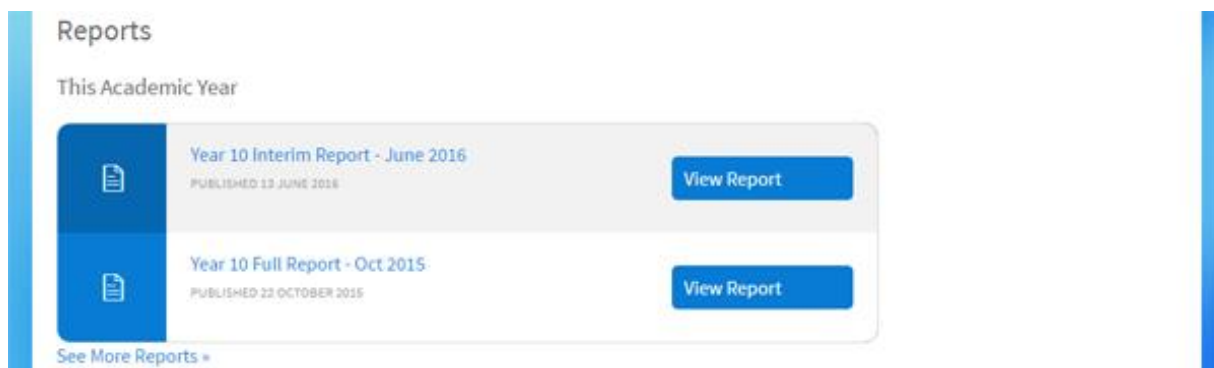 Reports
This Academic Year
Year 10 Interim Report - June 2016
PUBLISHED 13 JUNE 2016
View Report
Year 10 Full Report - Oct 2015
PUBLISHED 22 OCTOBER 2015
View Report
See More Reports »